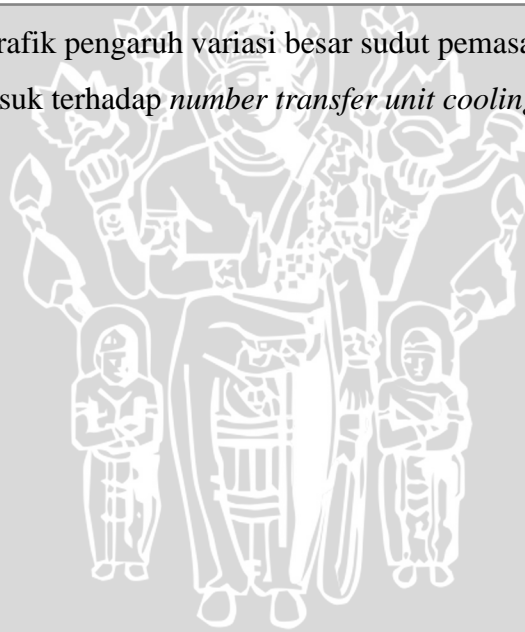 rafik pengaruh variasi besar sudut pemasa
suk terhadap number transfer unit cooling